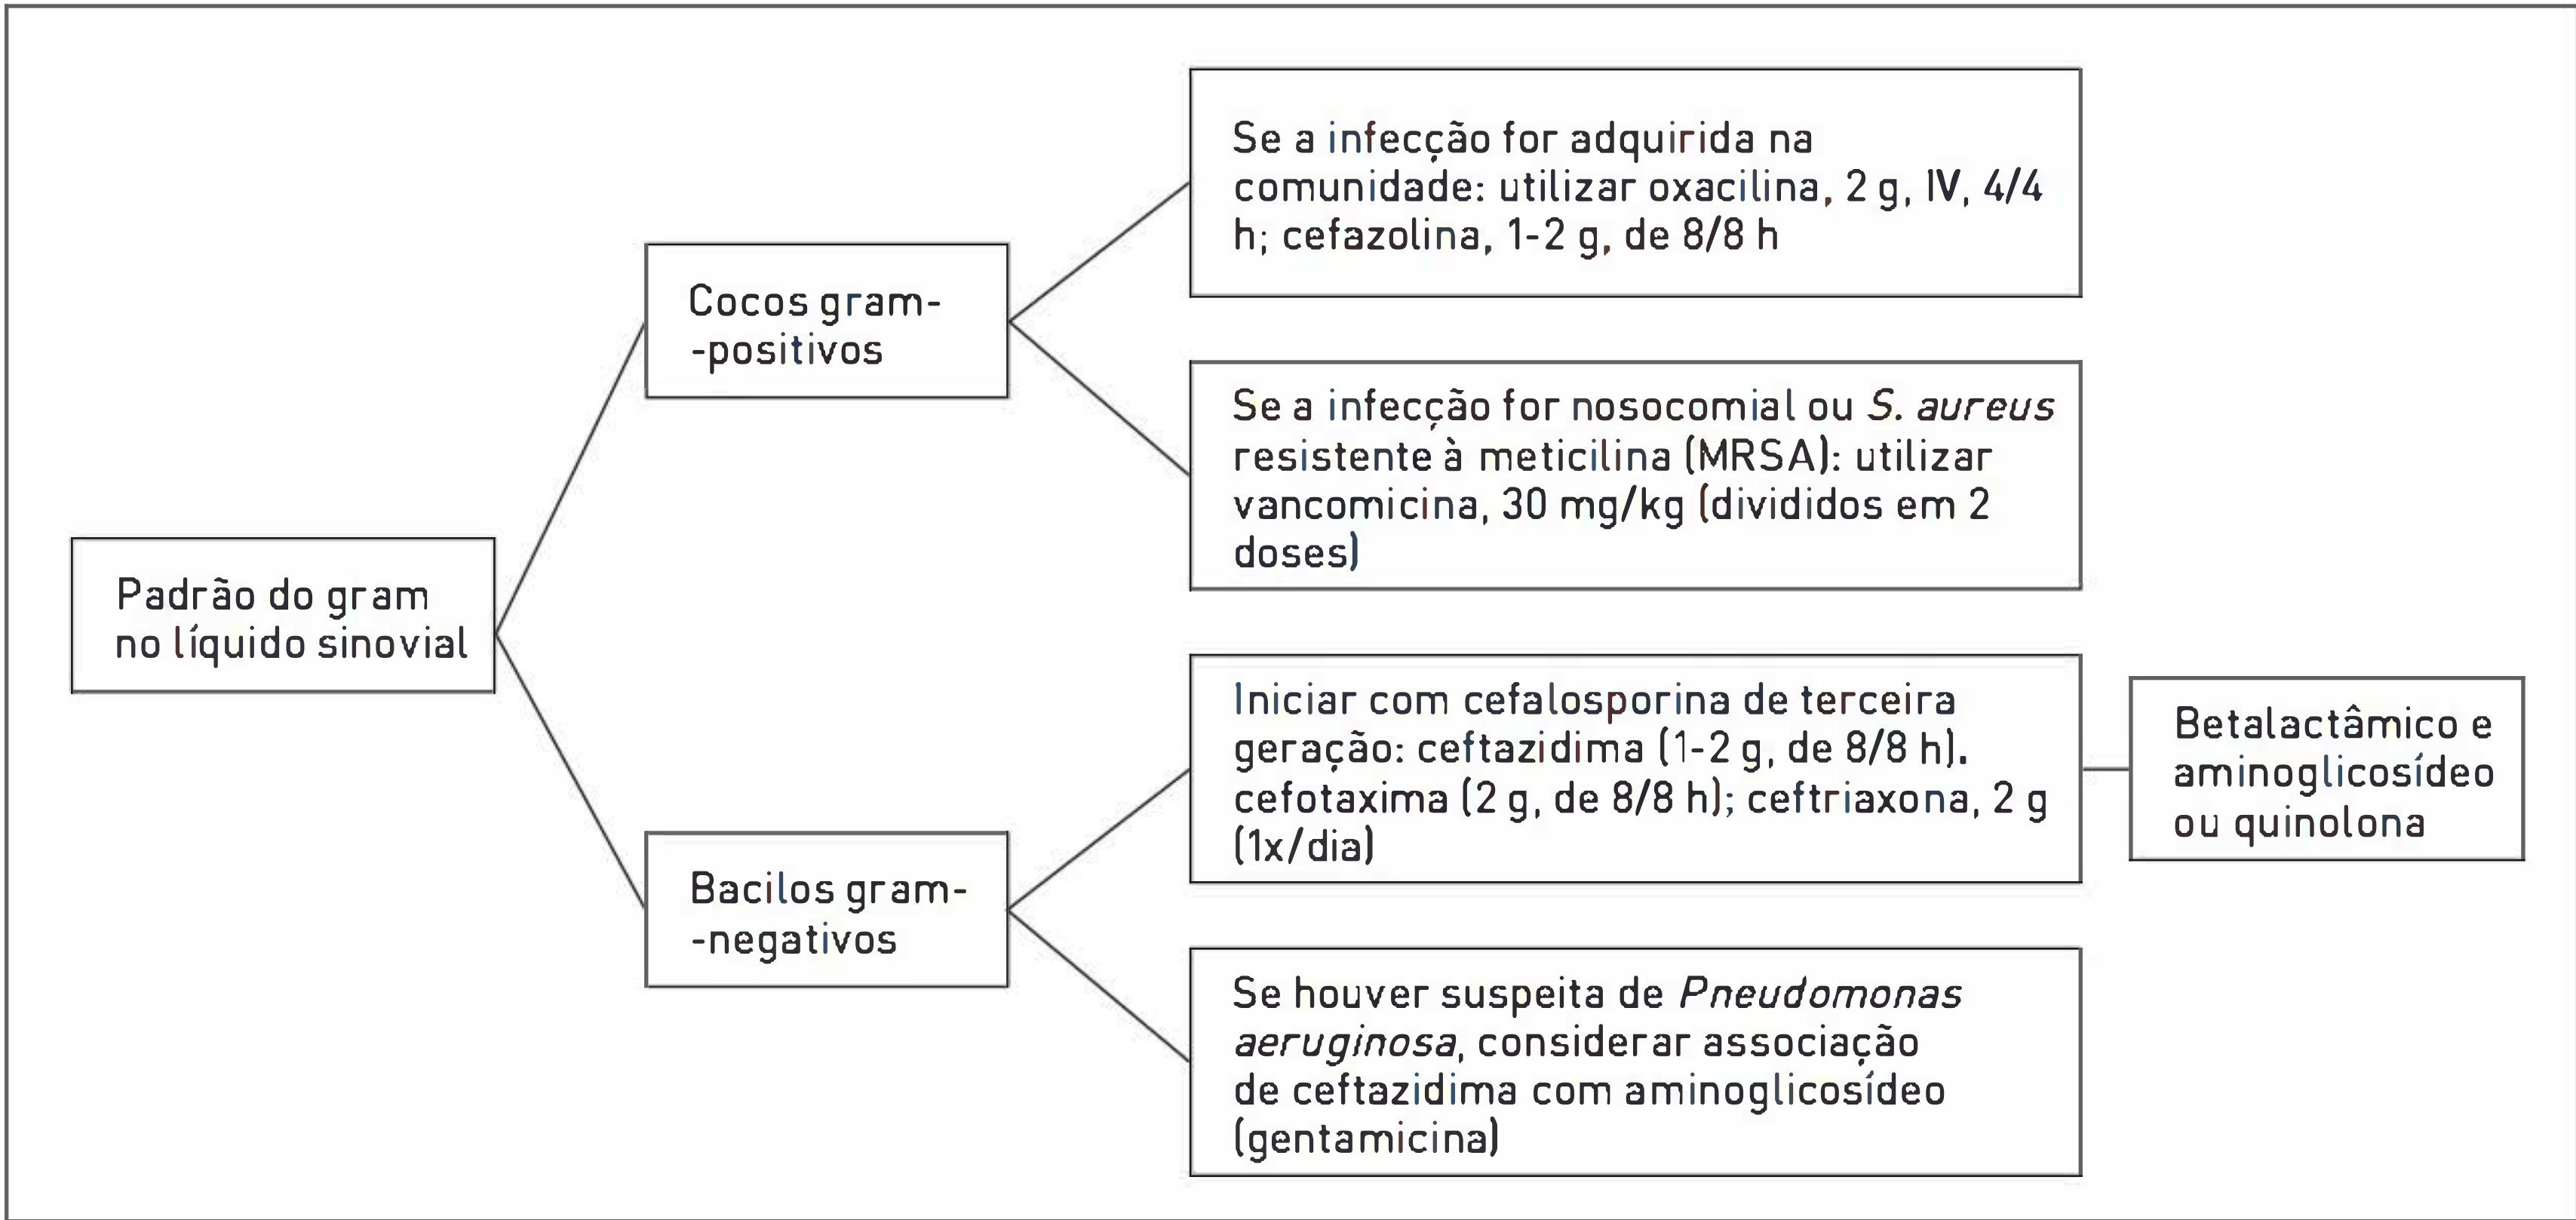 Padrão do gram
no líquido sinovial
Cocos gram-
-positivos
Se a infecção for adquirida na
comunidade: utilizar oxacilina, 2 g, IV, 4/4
h; cefazolina, 1-2 g, de 8/8 h
Se a infecção for nosocomial ou S. aureus
resistente à meticilina (MRSA): utilizar
vancomicina, 30 mg/kg (divididos em 2
doses)
Bacilos gram-
-negativos
Iniciar com cefalosporina de terceira
geração: ceftazidima (1-2 g, de 8/8 h).
cefotaxima (2 g, de 8/8 h); ceftriaxona, 2 g
(1x/dia)
Betalactâmico e
aminoglicosídeo
ou quinolona
Se houver suspeita de Pneudomonas
aeruginosa, considerar associação
de ceftazidima com aminoglicosídeo
(gentamicina)